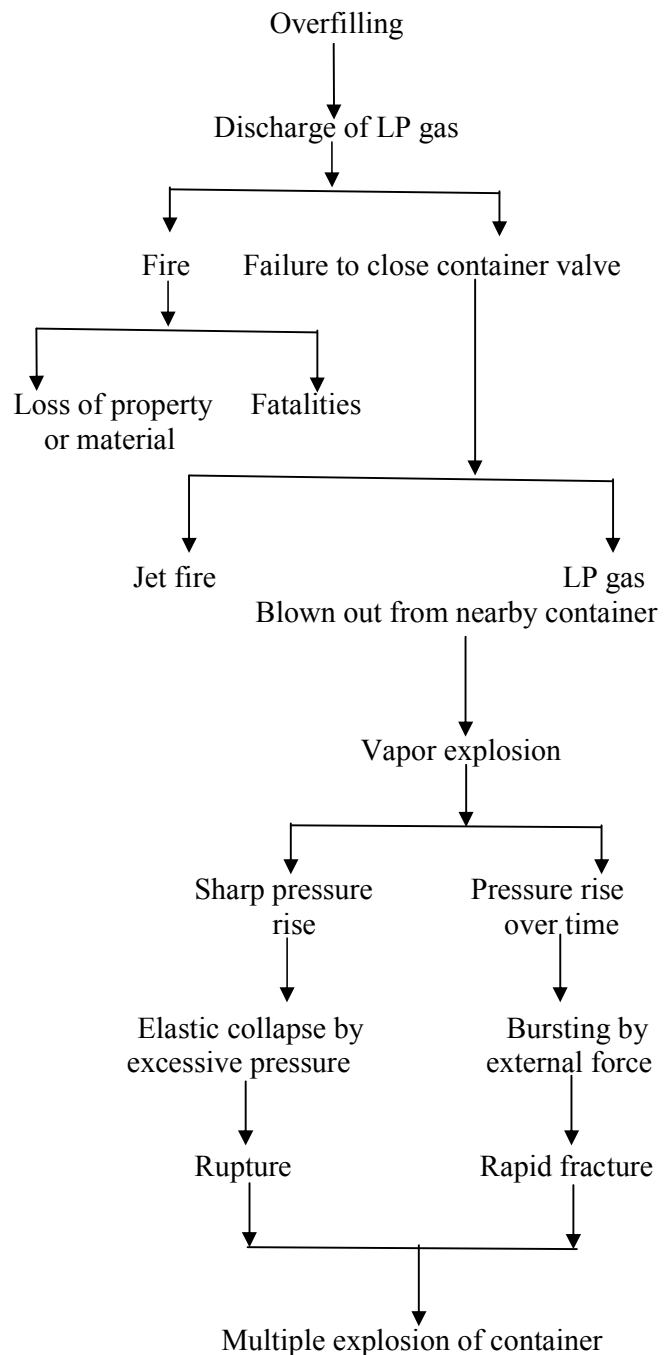 Overfilling
Discharge of LP gas
Fire
Failure to close container valve
Loss of property
or material
Fatalities
Jet fire
LP gas
Blown out from nearby container
Vapor explosion
Sharp pressure
rise
Pressure rise
over time
Elastic collapse by
excessive pressure
Bursting by
external force
Rupture
Rapid fracture
Multiple explosion of container